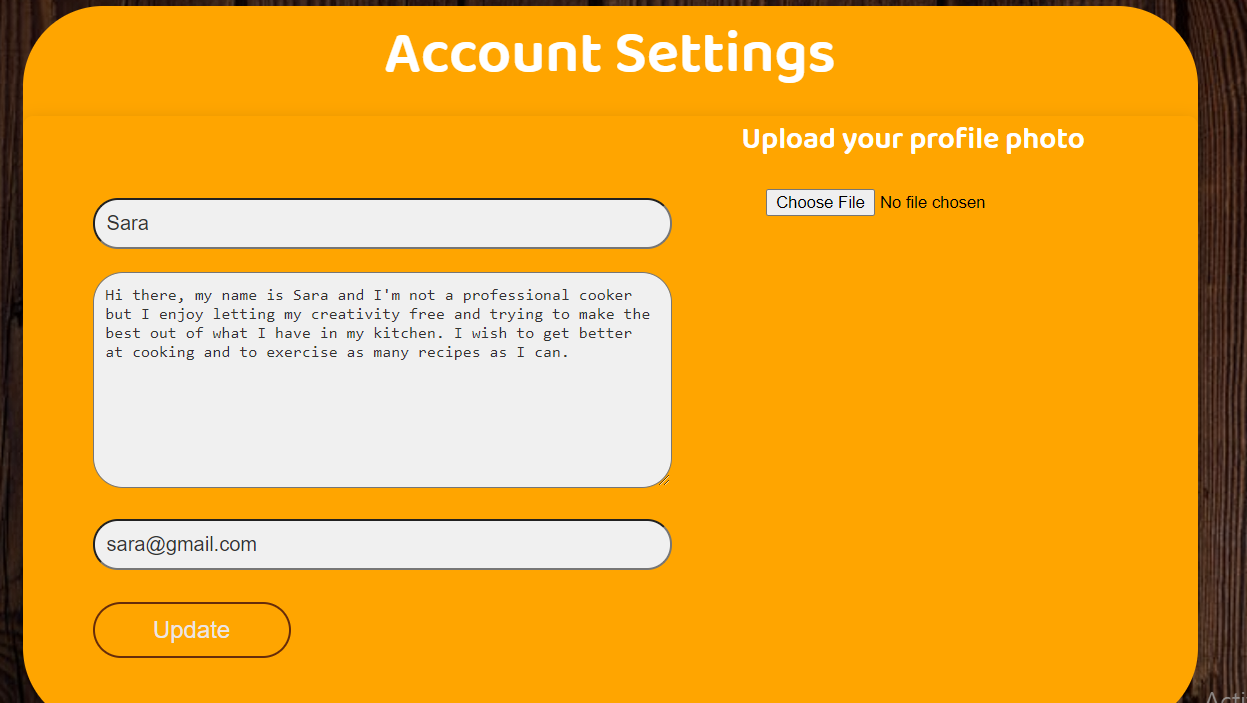 Account Settings
Upload your profile photo
Choose File No file chosen
Sara
Hi there, my name is Sara and I'm not a professional cooker
but I enjoy letting my creativity free and trying to make the
best out of what I have in my kitchen. I wish to get better
at cooking and to exercise as many recipes as I can.
sara@gmail.com
Update